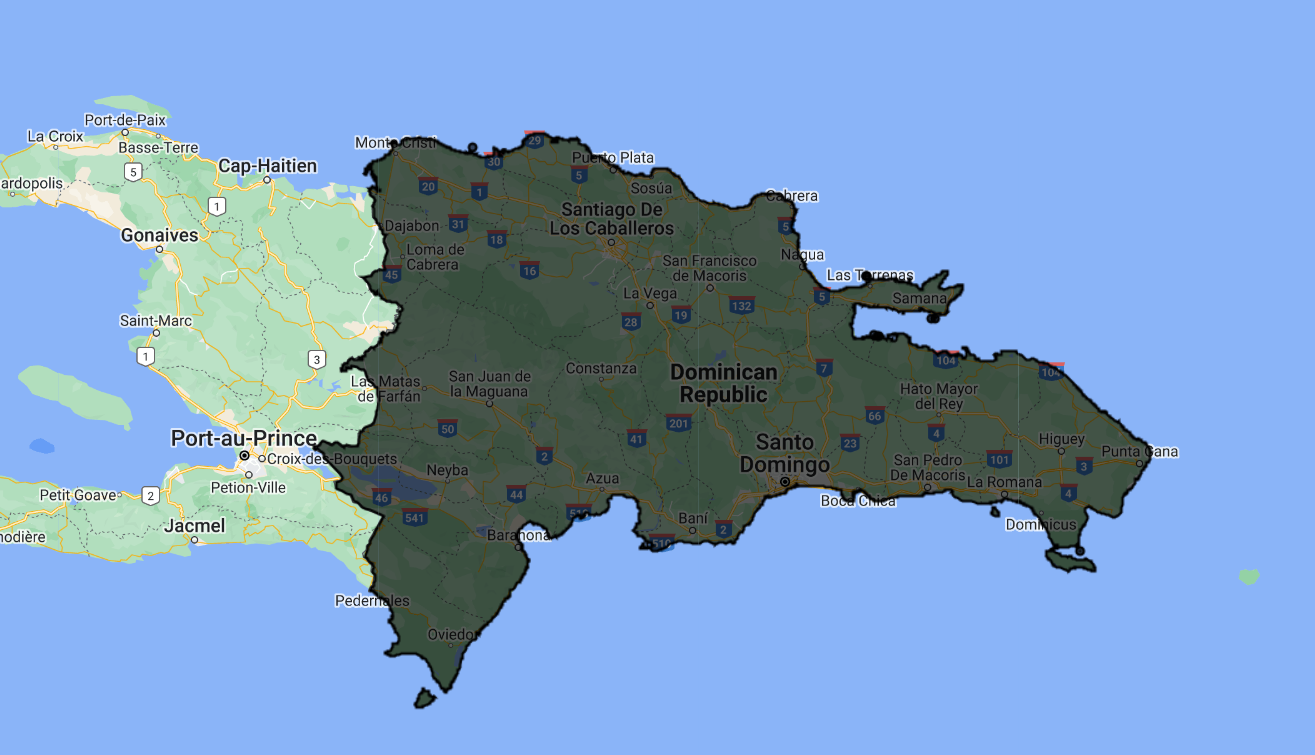 Port-de-Paix
La Croix
Basse-Terre
Monte Cristi
29
30
Puerto Plata
Cap-Haitien
5
5
ardopolis
20
1
Sosúa
Cabrera
1
Santiago De
Los Caballeros
Dajabon
31
5
18
Gonaives
Loma de
Cabrera
45
16
San Francisco
de Macoris
Nagua
Las Terrenas
La Vega
5
Samana
132
19
28
Saint-Marc
1
3
104
104
Constanza
7
Dominican
Republic
Las Matas
de Farfán
San Juan de
la Maguana
Hato Mayor
del Rey
66
201
50
41
23
4
Port-au-Prince
Santo
Domingo
Higuey
Punta Cana
Croix-des-Bouquets
2
101
3
San Pedro
De Macoris
Neyba
Azua
La Romana
Petion-Ville
Petit Goave
2
46
44
4
Boca Chica
541
Baní
2
Jacmel
Dominicus
nodière
Barahona
510
Pedernales
Oviedo